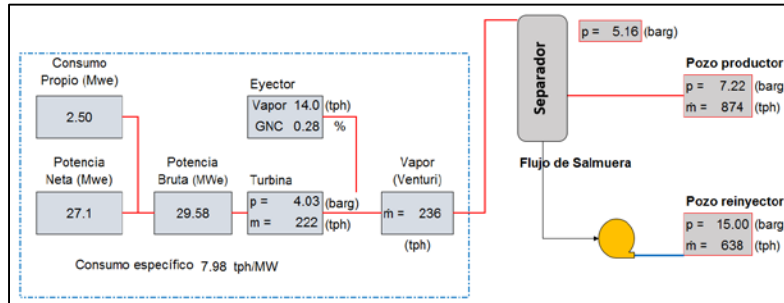 p = 5.16 (barg)
Separador
Consumo
Propio (Mwe)
2.50
Eyector
Vapor 14.0 (tph)
GNC 0.28 %
Pozo productor
p = 7.22 (barg
ṁ = 874 (tph)
Flujo de Salmuera
Potencia
Neta (Mwe)
27.1
Potencia
Bruta (MWe)
29.58
Turbina
p = 4.03 (barg)
m = 222 (tph)
Vapor
(Venturi)
ṁ = 236
(tph)
Pozo reinyector
p = 15.00 (barg
ṁ = 638 (tph)
Consumo específico 7.98 tph/MW